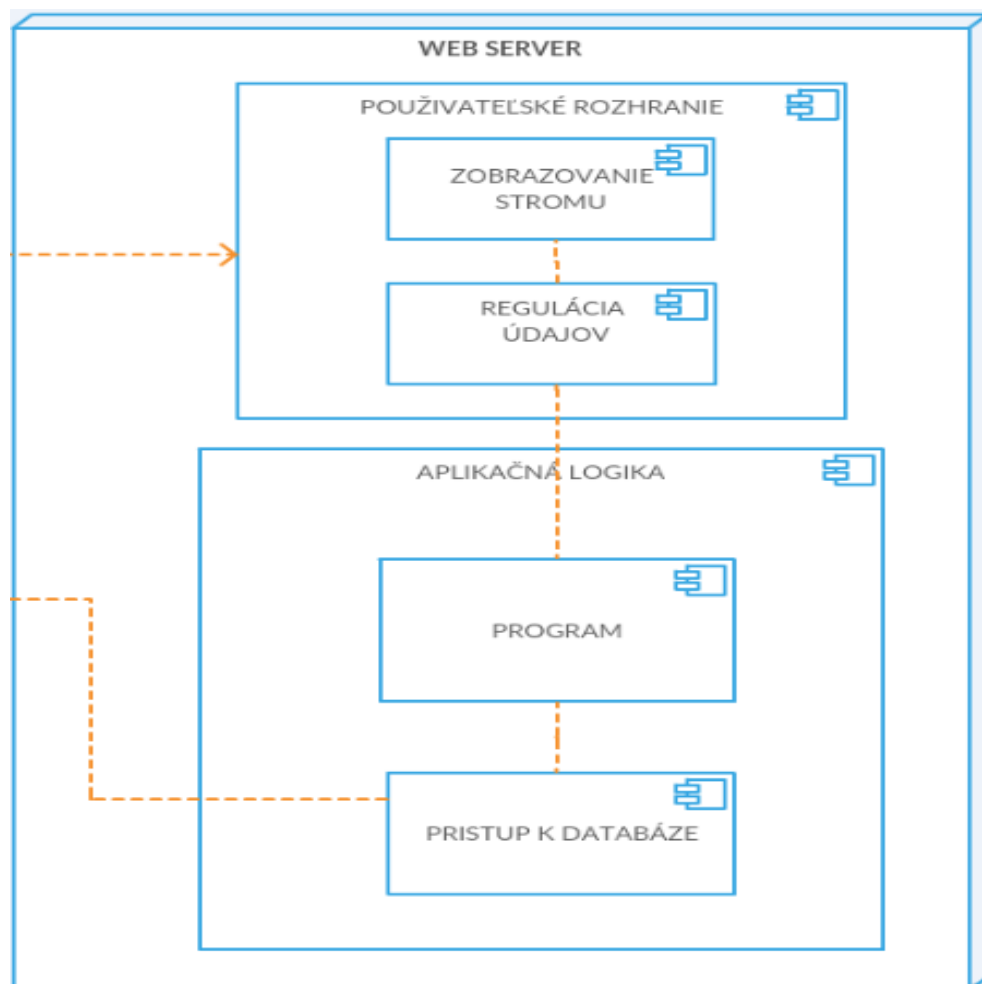 WEB SERVER
POUŽIVATEĽSKÉ ROZHRANIE
ZOBRAZOVANIE
STROMU
REGULÁCIA
ÚDAJOV
APLIKAČNÁ LOGIKA
PROGRAM
PRISTUP K DATABÁZE